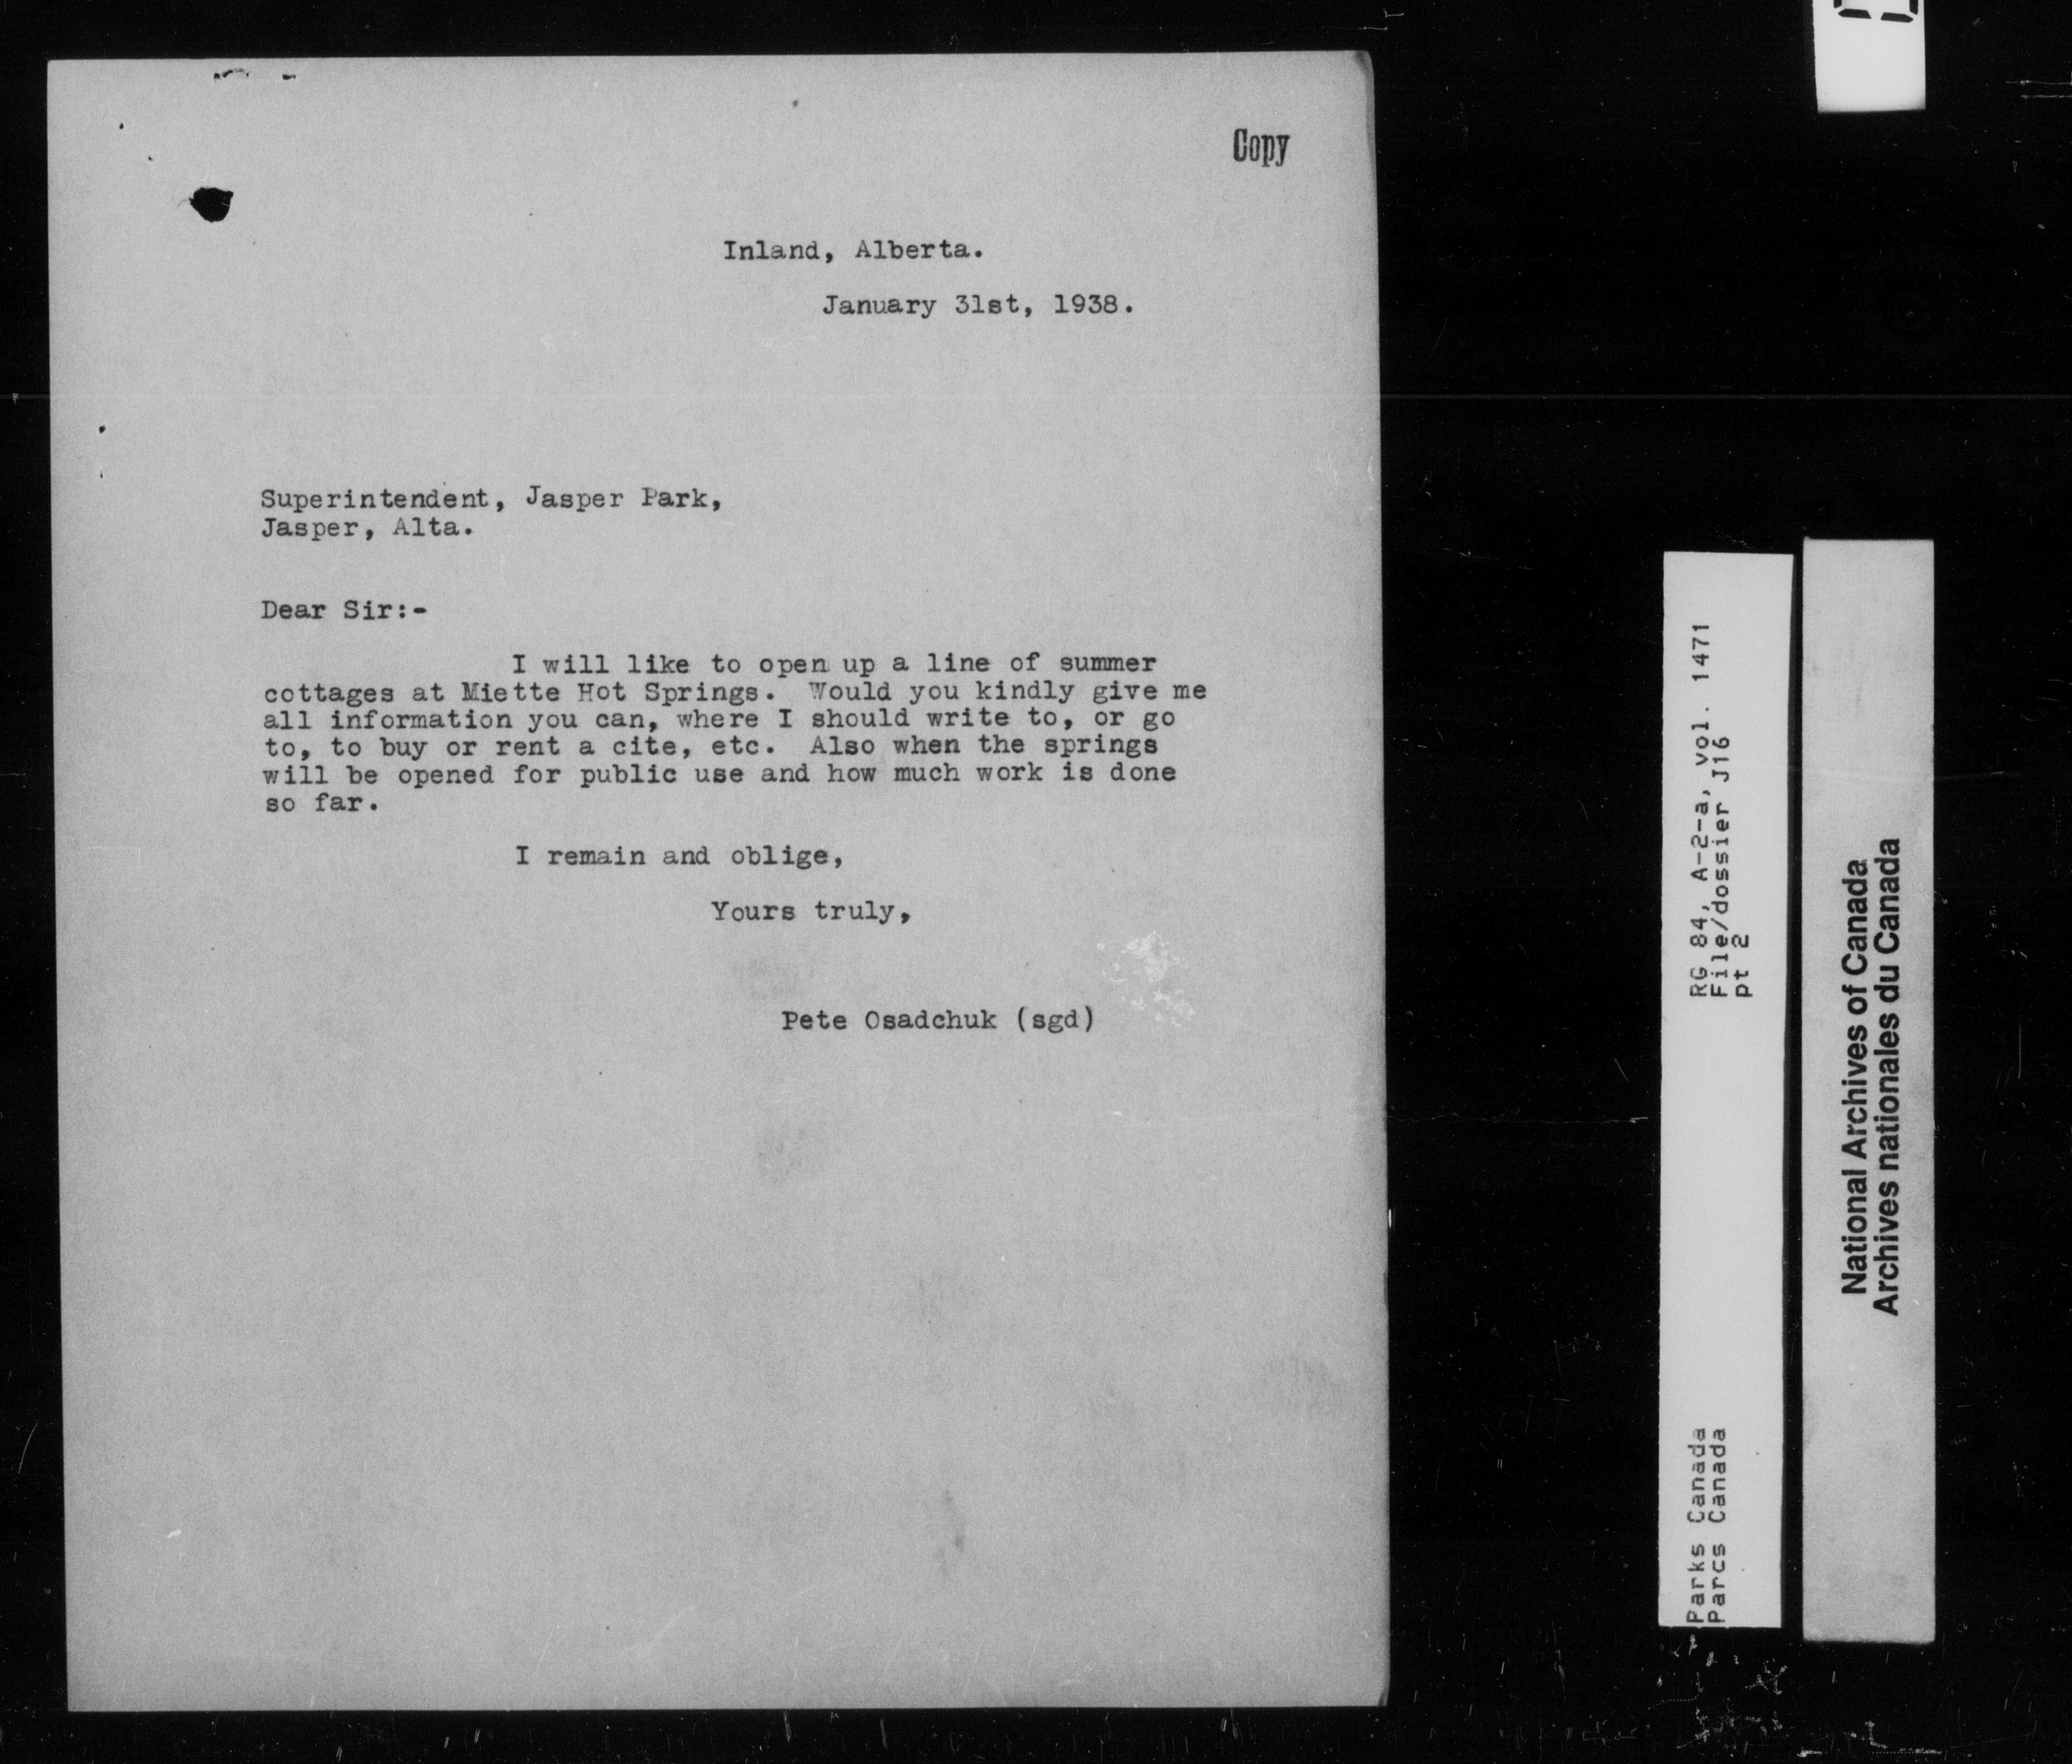 Copy
Inland, Alberta.
January 31st, 1938.
Superintendent, Jasper Park,
Jasper, Alta.
Dear Sir:-
I will like to open up a line of summer
cottages at Miette Hot Springs. Would you kindly give me
all information you can, where I should write to, or go
to, to buy or rent a cite, etc. Also when the springs
will be opened for public use and how much work is done
so far.
I remain and oblige,
Yours truly,
Pete Osadchuk (sgd)
RG 84, A-2-a, vol. 1471
File/dossier J16
pt 2
Parks Canada
Parcs Canada
National Archives of Canada
Archives nationales du Canada